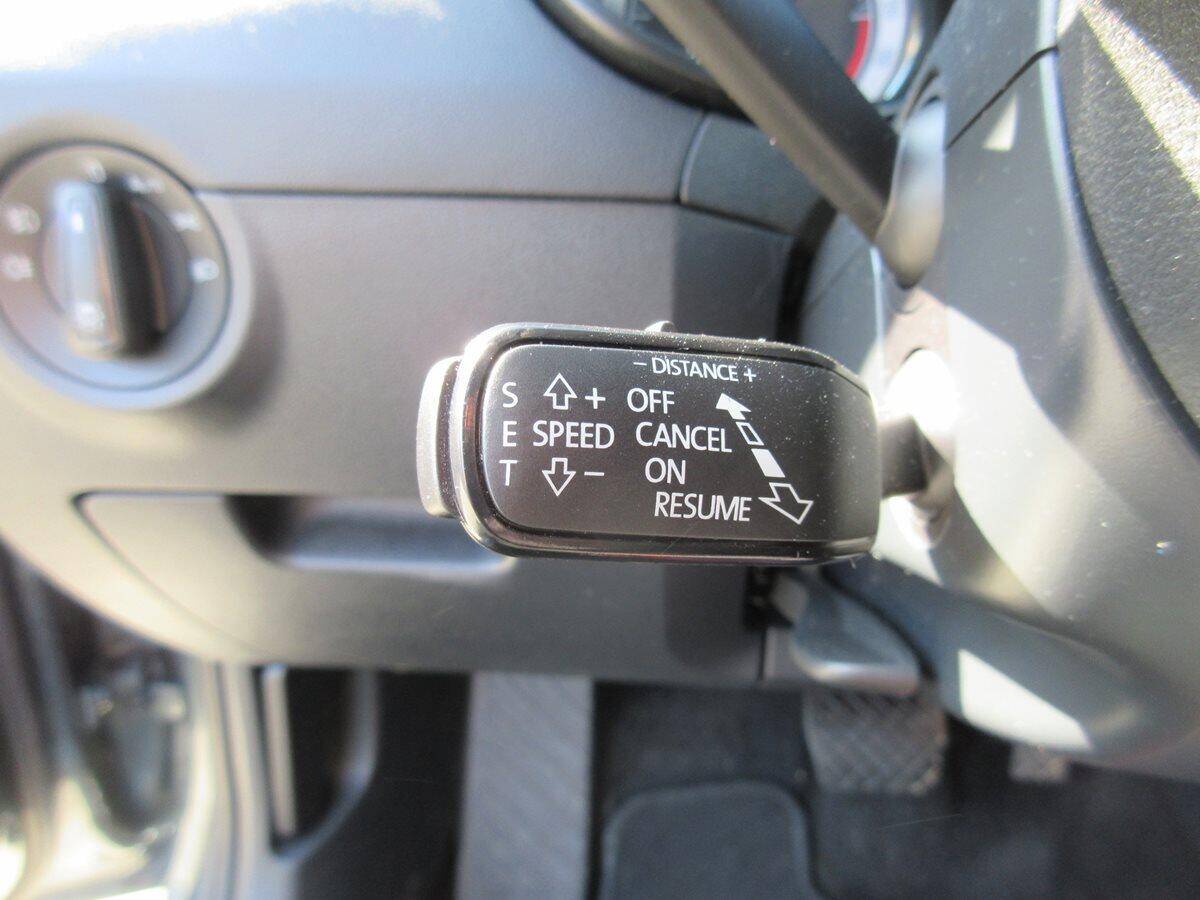 − DISTANCE +
S + OFF
E SPEED CANCEL
T − ON
RESUME